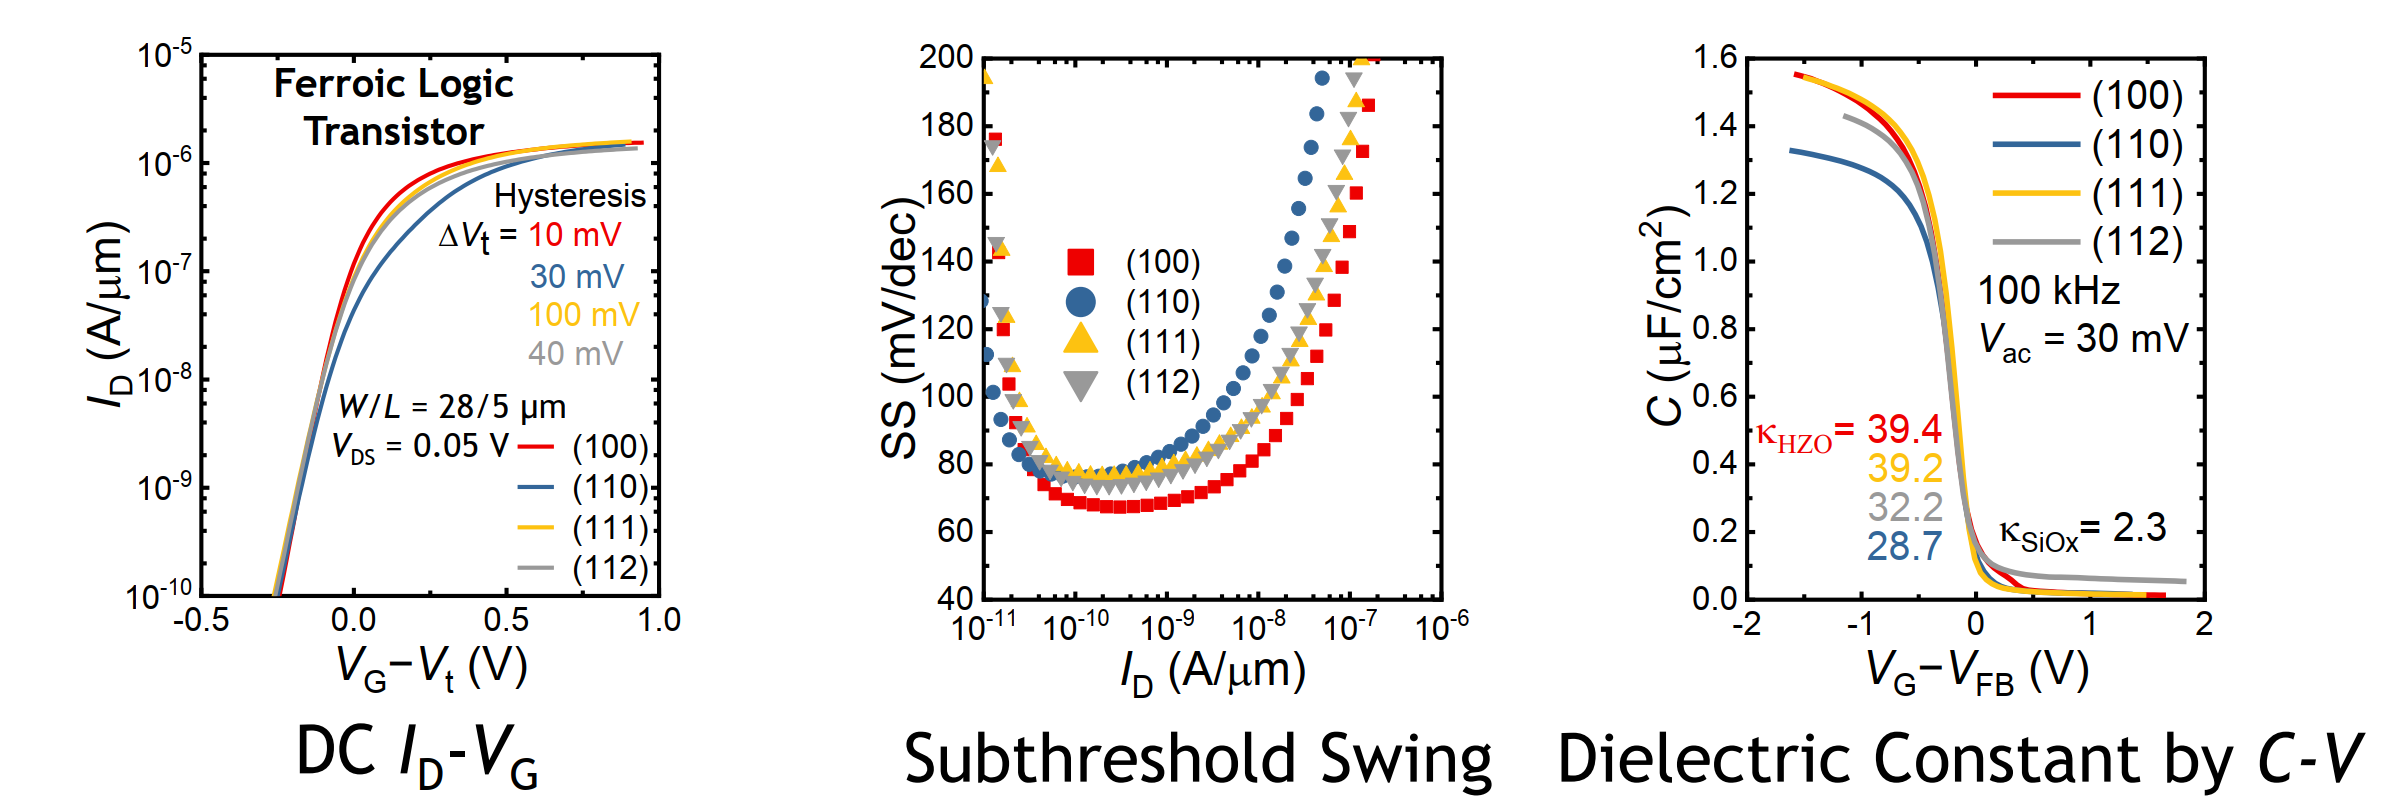 Ferroic Logic
Transistor
Hysteresis
ΔVt = 10 mV
30 mV
100 mV
40 mV
W/L = 28/5 μm
VDS = 0.05 V
(100)
(110)
(111)
(112)
10-5
10-6
10-7
10-8
10-9
10-10
ID (A/μm)
-0.5 0.0 0.5 1.0
VG−Vt (V)
DC ID-VG
200
180
160
140
120
100
80
60
40
SS (mV/dec)
(100)
(110)
(111)
(112)
10-11 10-10 10-9 10-8 10-7 10-6
ID (A/μm)
Subthreshold Swing
1.6
1.4
1.2
1.0
0.8
0.6
0.4
0.2
0.0
C (μF/cm2)
(100)
(110)
(111)
(112)
100 kHz
Vac = 30 mV
κHZO= 39.4
39.2
32.2
28.7
κSiOx= 2.3
-2 -1 0 1 2
VG−VFB (V)
Dielectric Constant by C-V